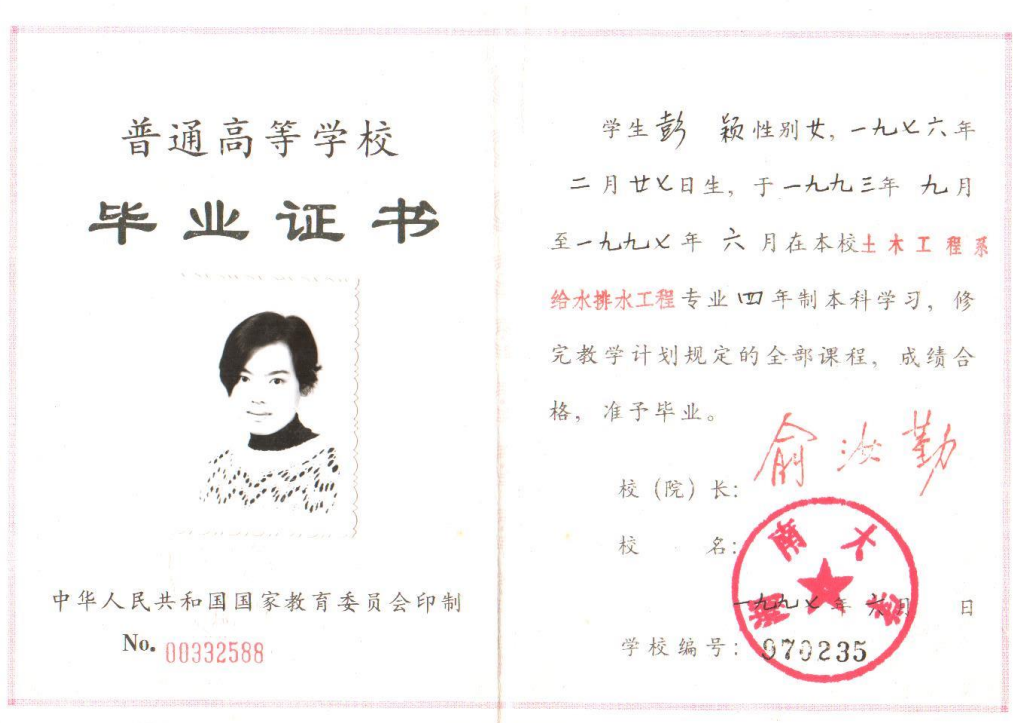 普通高等学校
毕业证书
中华人民共和国国家教育委员会印制
No. 00332588
学生彭 颖性别女，一九七六年
二月廿七日生，于一九九三年 九月
至一九九七年 六 月在本校土木工程系
给水排水工程专业四年制本科学习，修
完教学计划规定的全部课程，成绩合
格，准予毕业。
校（院）长：俞汝勤
校 名：湖南大学
一九九七年 六月 日
学校编号：970235